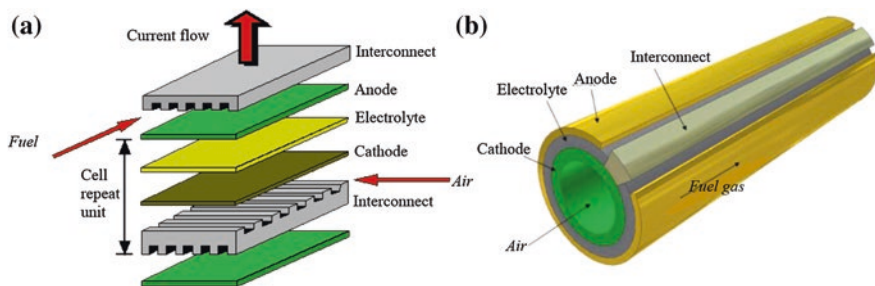 (a)
Current flow
Interconnect
Anode
Fuel
Electrolyte
Cathode
Cell
repeat
unit
Air
Interconnect
(b)
Interconnect
Anode
Electrolyte
Cathode
Fuel gas
Air